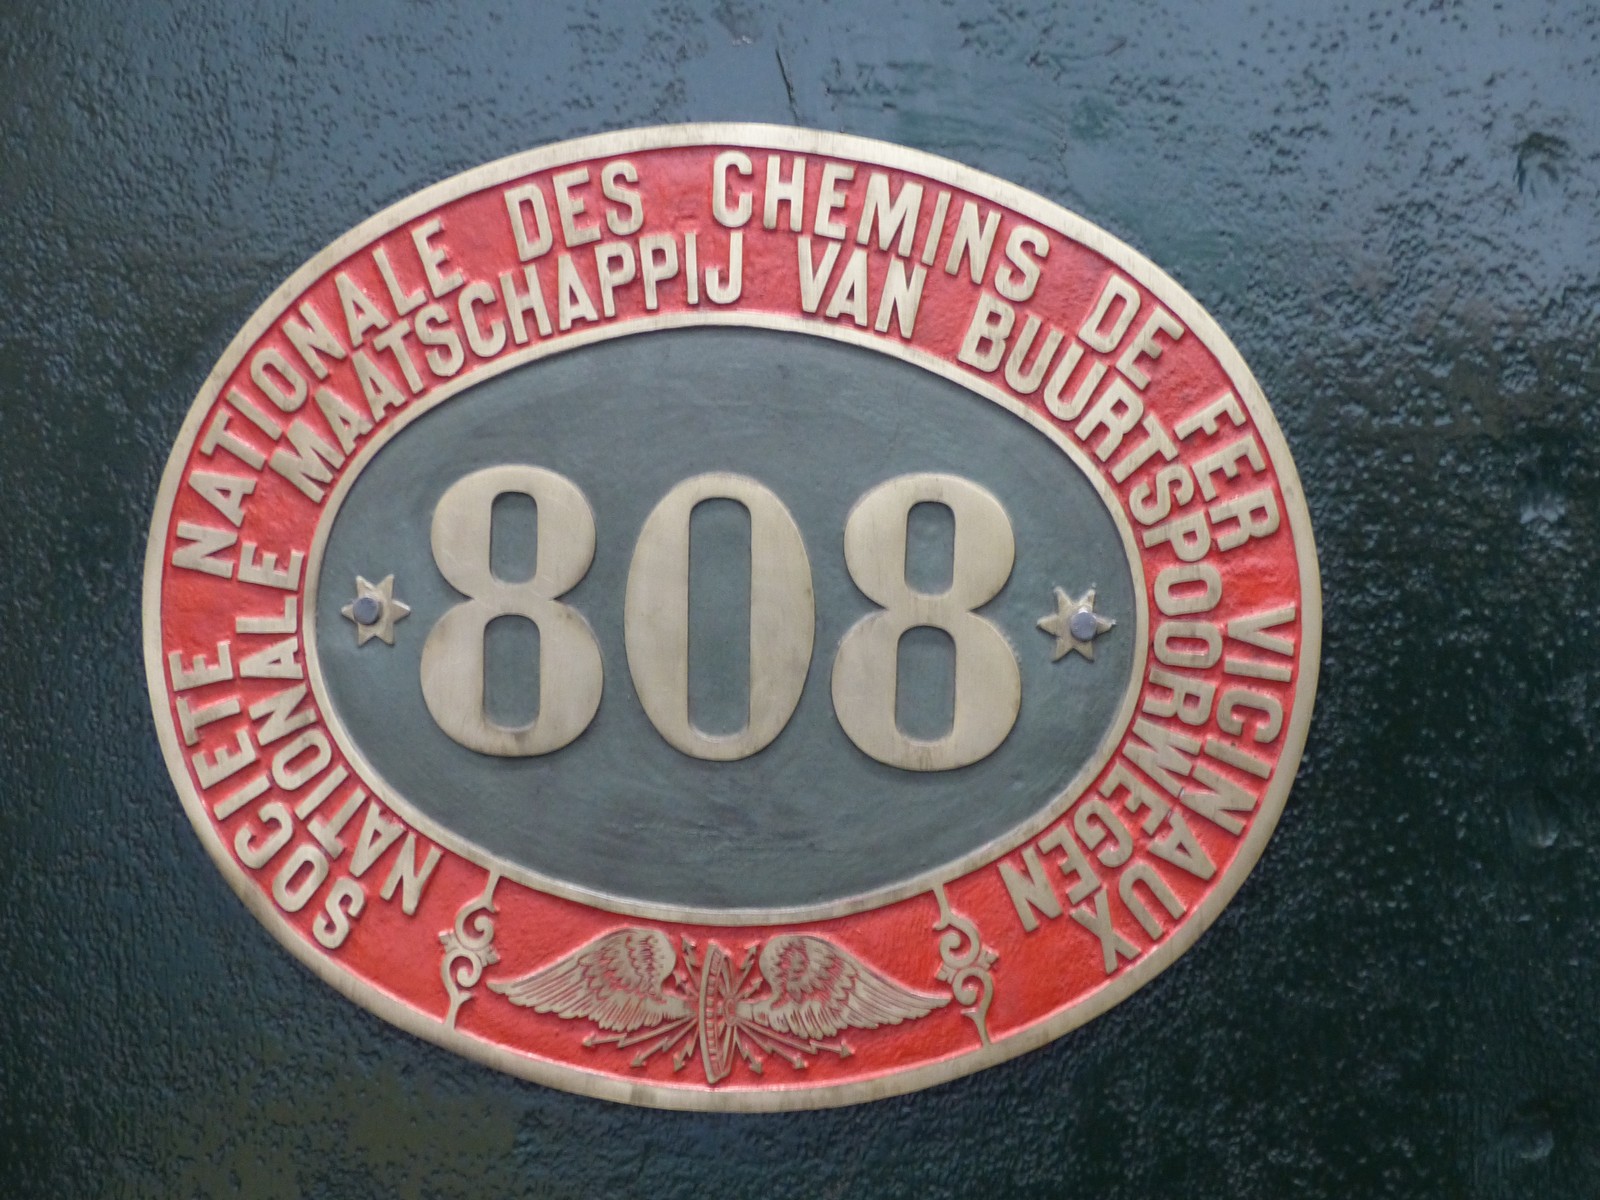 SOCIETE NATIONALE DES CHEMINS DE FER VICINAUX
NATIONALE MAATSCHAPPIJ VAN BUURTSPOORWEGEN
808